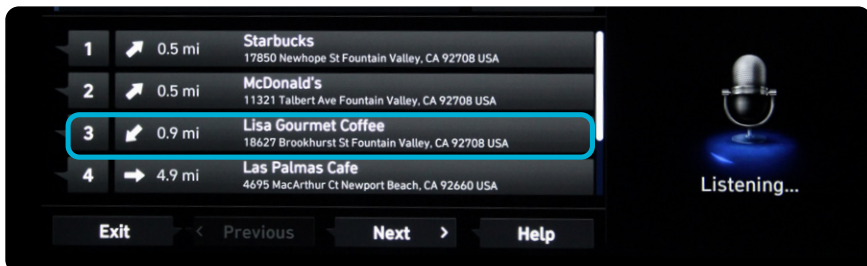 1 0.5 mi Starbucks
17850 Newhope St Fountain Valley, CA 92708 USA
2 0.5 mi McDonald's
11321 Talbert Ave Fountain Valley, CA 92708 USA
3 0.9 mi Lisa Gourmet Coffee
18627 Brookhurst St Fountain Valley, CA 92708 USA
4 4.9 mi Las Palmas Cafe
4695 MacArthur Ct Newport Beach, CA 92660 USA
Listening...
Exit < Previous Next > Help